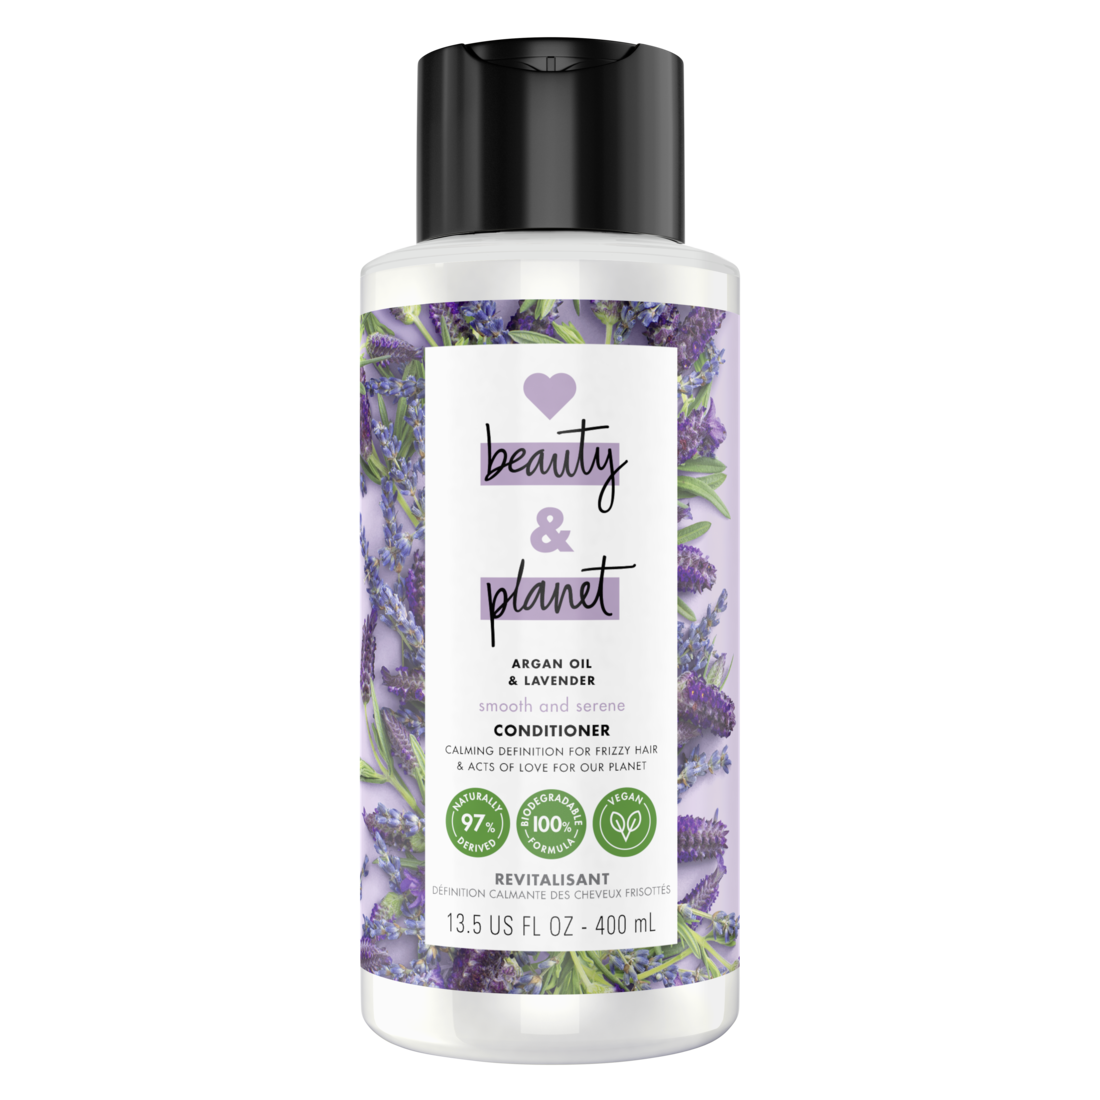 beauty
&
planet
ARGAN OIL
& LAVENDER
smooth and serene
CONDITIONER
CALMING DEFINITION FOR FRIZZY HAIR
& ACTS OF LOVE FOR OUR PLANET
NATURALLY
97%
DERIVED
BIODEGRADABLE
100%
FORMULA
VEGAN
REVITALISANT
DÉFINITION CALMANTE DES CHEVEUX FRISOTTÉS
13.5 US FL OZ - 400 mL